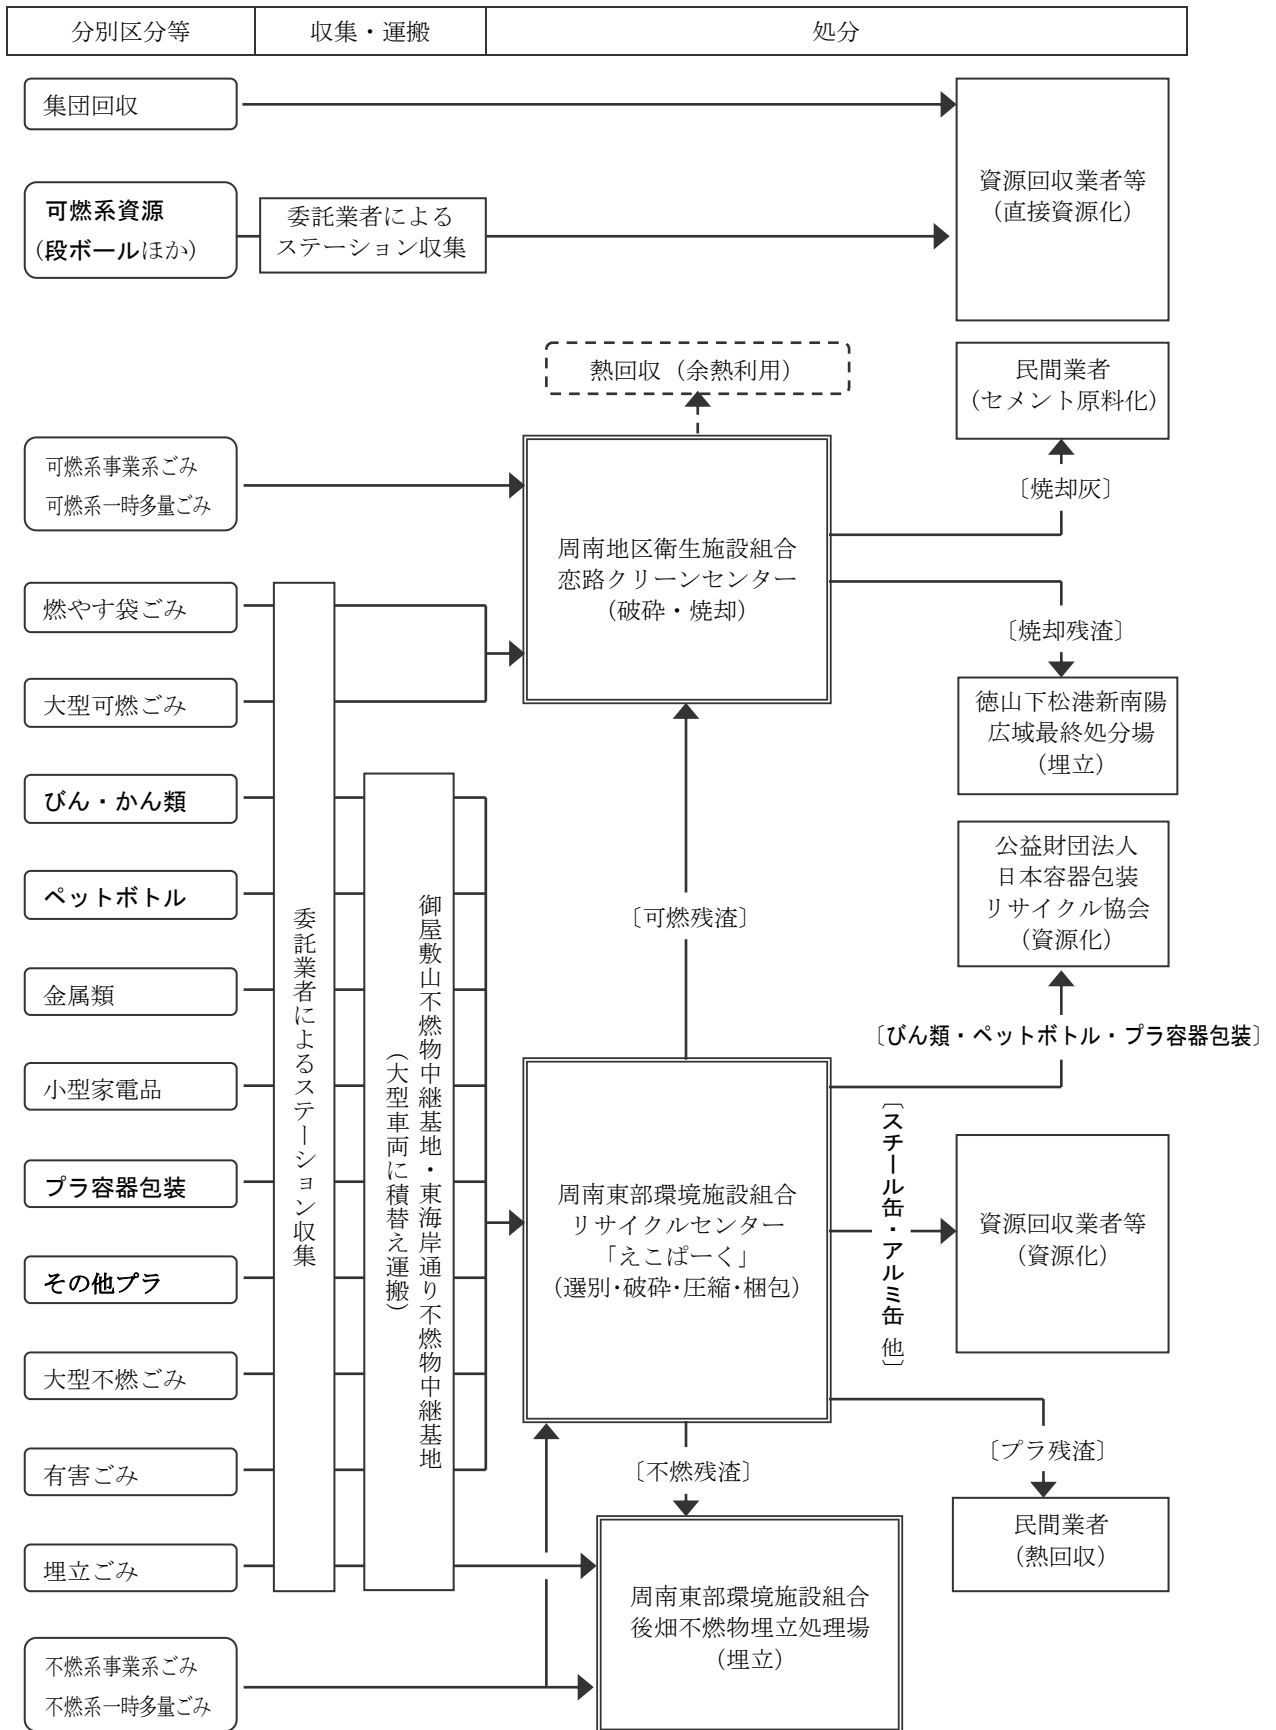 分別区分等
収集・運搬
処分
集団回収
可燃系資源
（段ボールほか）
委託業者による
ステーション収集
資源回収業者等
（直接資源化）
熱回収（余熱利用）
民間業者
（セメント原料化）
可燃系事業系ごみ
可燃系一時多量ごみ
〔焼却灰〕
周南地区衛生施設組合
恋路クリーンセンター
（破砕・焼却）
燃やす袋ごみ
大型可燃ごみ
〔焼却残渣〕
徳山下松港新南陽
広域最終処分場
（埋立）
びん・かん類
ペットボトル
金属類
小型家電品
プラ容器包装
その他プラ
大型不燃ごみ
有害ごみ
埋立ごみ
委託業者によるステーション収集
御屋敷山不燃物中継基地・東海岸通り不燃物中継基地
（大型車両に積替え運搬）
〔可燃残渣〕
公益財団法人
日本容器包装
リサイクル協会
（資源化）
〔びん類・ペットボトル・プラ容器包装〕
周南東部環境施設組合
リサイクルセンター
「えこぱーく」
（選別･破砕･圧縮･梱包）
〔スチール缶・アルミ缶 他〕
資源回収業者等
（資源化）
〔不燃残渣〕
〔プラ残渣〕
民間業者
（熱回収）
周南東部環境施設組合
後畑不燃物埋立処理場
（埋立）
不燃系事業系ごみ
不燃系一時多量ごみ